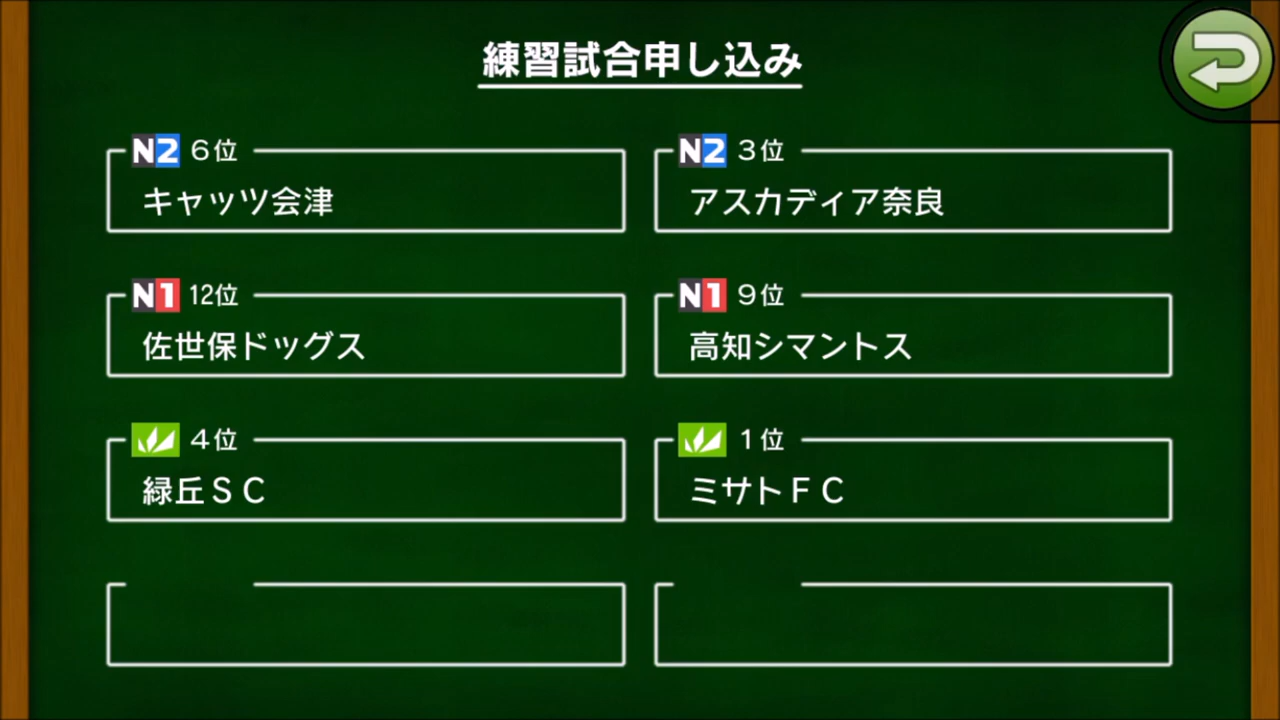 練習試合申し込み
N2 6位
キャッツ会津
N2 3位
アスカディア奈良
N1 12位
佐世保ドッグス
N1 9位
高知シマントス
4位
緑丘ＳＣ
1位
ミサトＦＣ